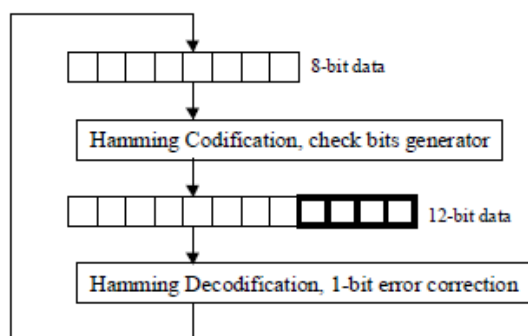 8-bit data
Hamming Codification, check bits generator
12-bit data
Hamming Decodification, 1-bit error correction